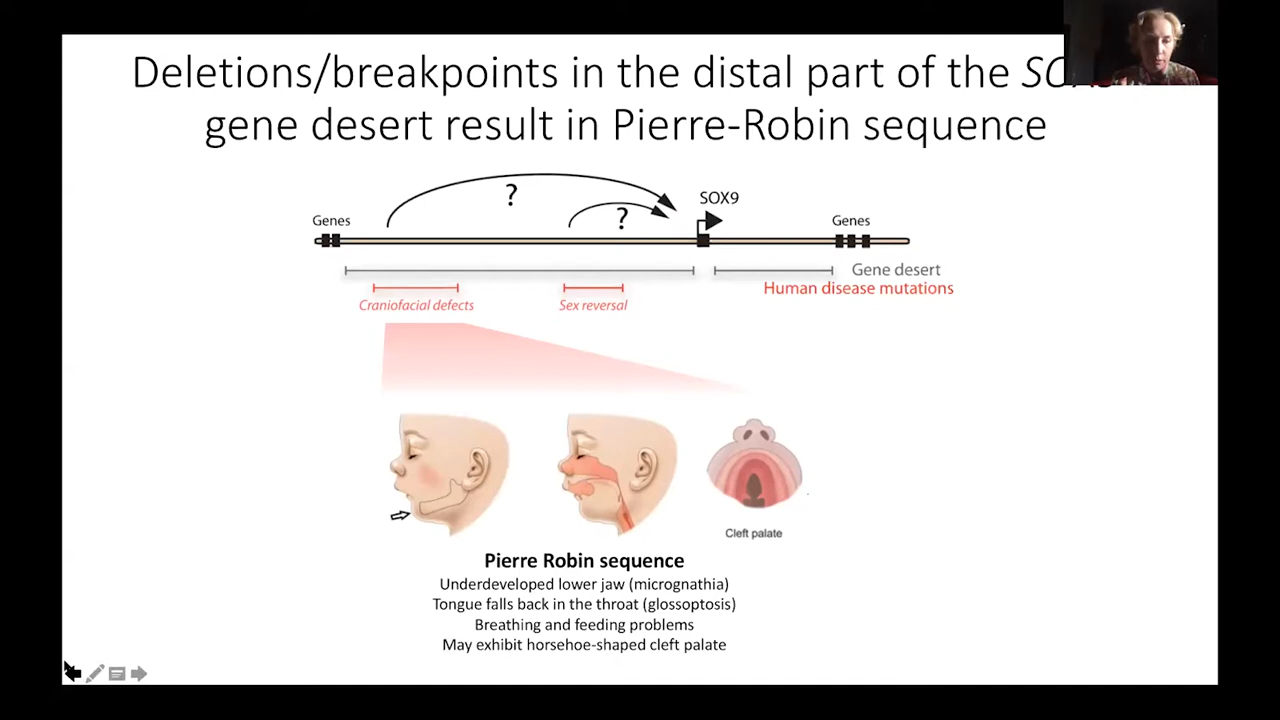 Deletions/breakpoints in the distal part of the
gene desert result in Pierre-Robin sequence
?
?
SOX9
Genes
Genes
Gene desert
Human disease mutations
Craniofacial defects
Sex reversal
Cleft palate
Pierre Robin sequence
Underdeveloped lower jaw (micrognathia)
Tongue falls back in the throat (glossoptosis)
Breathing and feeding problems
May exhibit horsehoe-shaped cleft palate